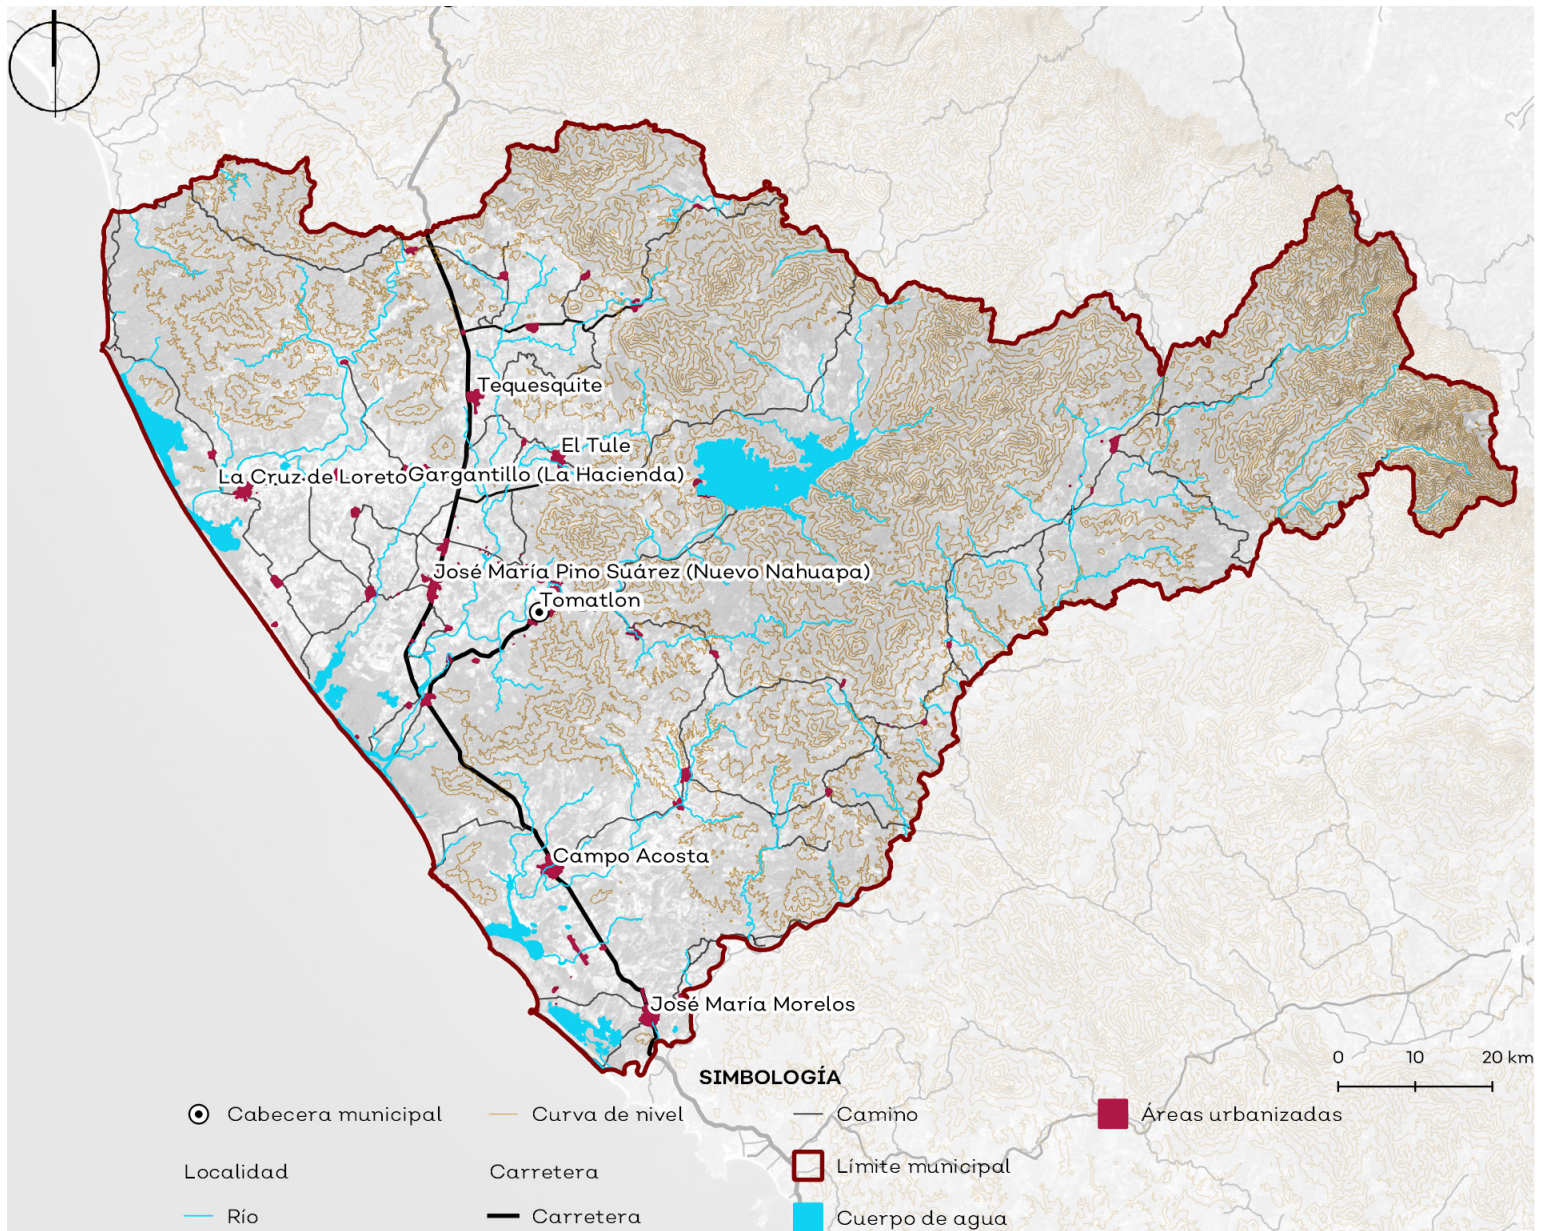 Tequesquite
El Tule
La Cruz de Loreto
Gargantillo (La Hacienda)
José María Pino Suárez (Nuevo Nahuapa)
Tomatlon
Campo Acosta
José María Morelos
0 10 20 km
SIMBOLOGÍA
Cabecera municipal
Curva de nivel
Camino
Áreas urbanizadas
Localidad
Carretera
Límite municipal
Río
Carretera
Cuerpo de agua